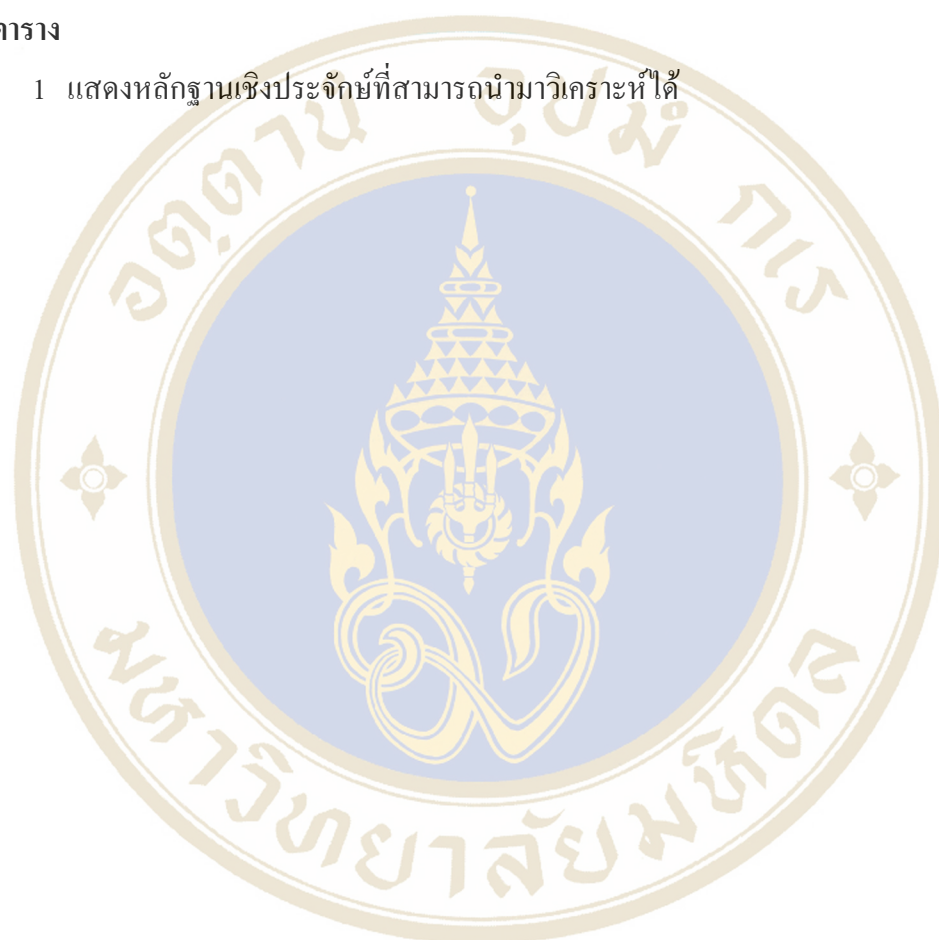 ตาราง
1 แสดงหลักฐานเชิงประจักษ์ที่สามารถนำมาวิเคราะห์ได้
อตฺตานํ อุปมํ กเร
มหาวิทยาลัยมหิดล